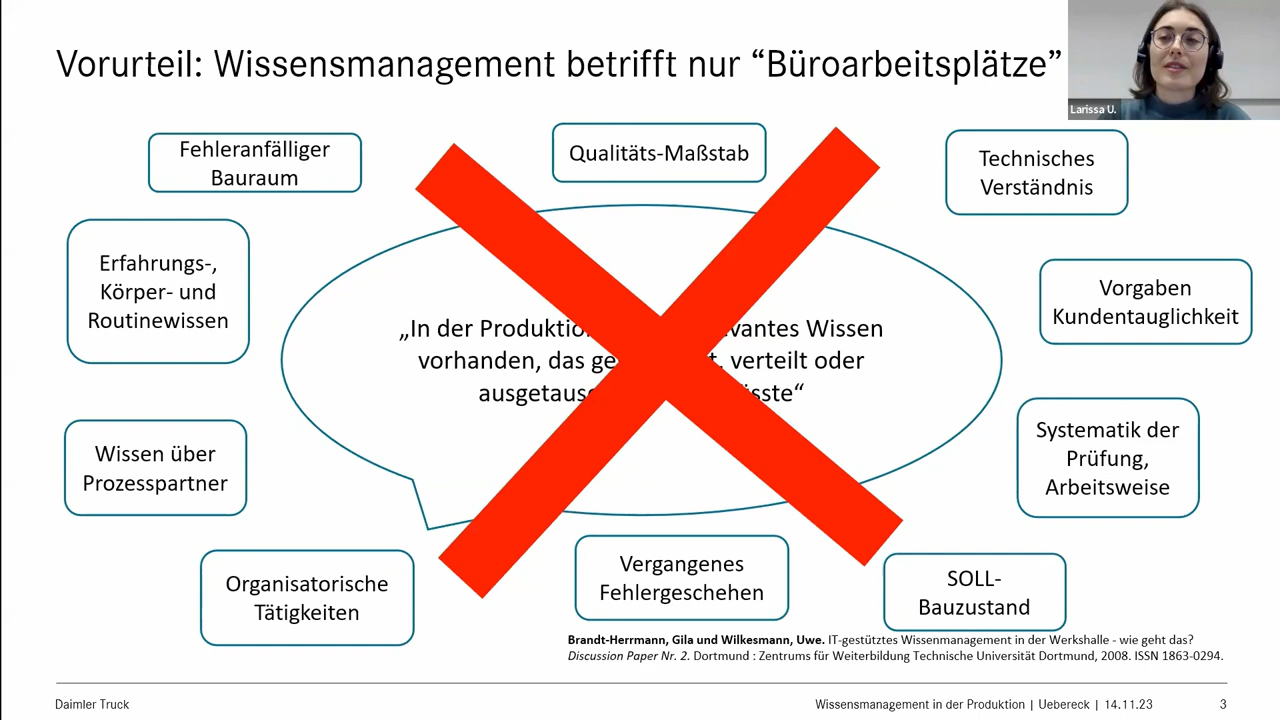 Vorurteil: Wissensmanagement betrifft nur “Büroarbeitsplätze”
Larissa U.
Fehleranfälliger
Bauraum
Qualitäts-Maßstab
Technisches
Verständnis
Erfahrungs-,
Körper- und
Routinewissen
Vorgaben
Kundentauglichkeit
„In der Produktion vantes Wissen
vorhanden, das ge t, verteilt oder
ausgetausc sste“
Wissen über
Prozesspartner
Systematik der
Prüfung,
Arbeitsweise
Organisatorische
Tätigkeiten
Vergangenes
Fehlergeschehen
SOLL-
Bauzustand
Brandt-Herrmann, Gila und Wilkesmann, Uwe. IT-gestütztes Wissenmanagement in der Werkshalle - wie geht das?
Discussion Paper Nr. 2. Dortmund : Zentrums für Weiterbildung Technische Universität Dortmund, 2008. ISSN 1863-0294.
Daimler Truck
Wissensmanagement in der Produktion | Uebereck | 14.11.23
3